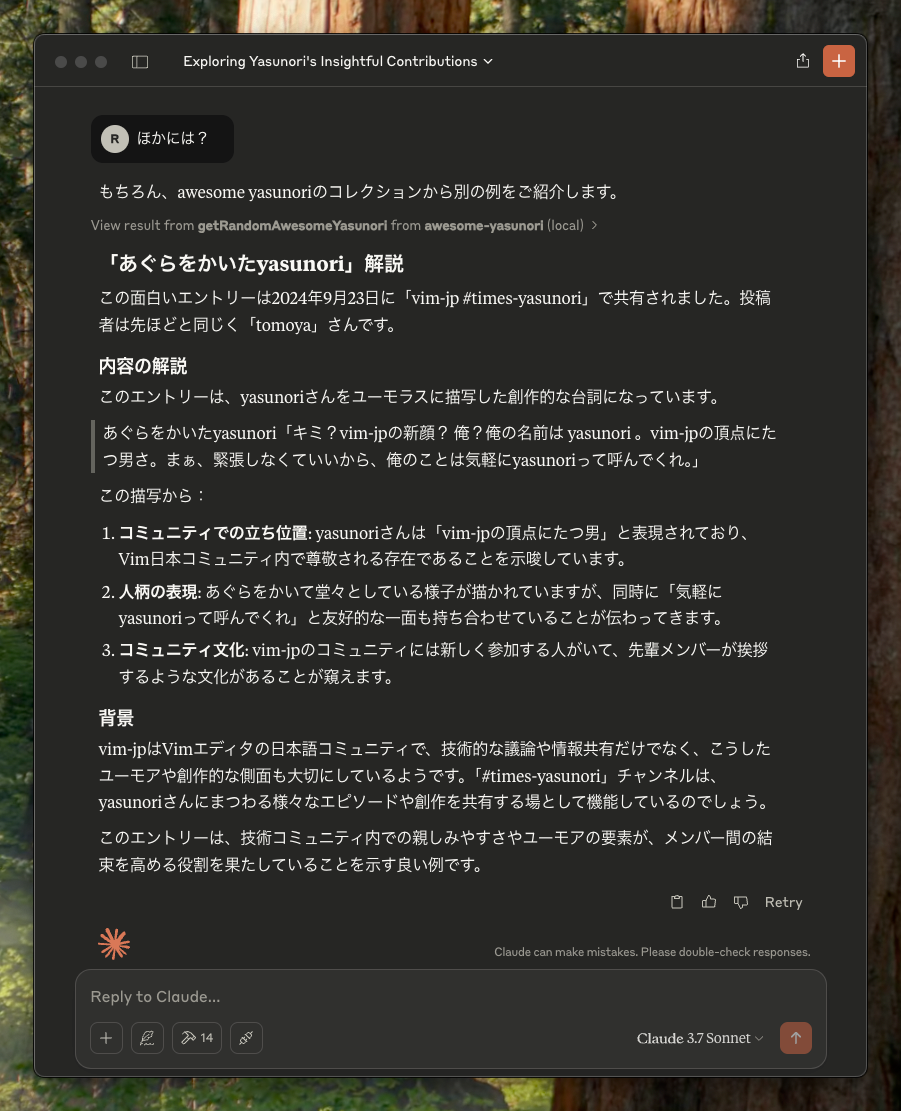 Exploring Yasunori's Insightful Contributions
R ほかには？
もちろん、awesome yasunoriのコレクションから別の例をご紹介します。
View result from getRandomAwesomeYasunori from awesome-yasunori (local)
「あぐらをかいたyasunori」解説
この面白いエントリーは2024年9月23日に「vim-jp #times-yasunori」で共有されました。投稿
者は先ほどと同じく「tomoya」さんです。
内容の解説
このエントリーは、yasunoriさんをユーモラスに描写した創作的な台詞になっています。
あぐらをかいたyasunori「キミ？vim-jpの新顔？ 俺？俺の名前は yasunori 。vim-jpの頂点にた
つ男さ。まぁ、緊張しなくていいから、俺のことは気軽にyasunoriって呼んでくれ。」
この描写から：
1. コミュニティでの立ち位置: yasunoriさんは「vim-jpの頂点にたつ男」と表現されており、
Vim日本コミュニティ内で尊敬される存在であることを示唆しています。
2. 人柄の表現: あぐらをかいて堂々としている様子が描かれていますが、同時に「気軽に
yasunoriって呼んでくれ」と友好的な一面も持ち合わせていることが伝わってきます。
3. コミュニティ文化: vim-jpのコミュニティには新しく参加する人がいて、先輩メンバーが挨拶
するような文化があることが窺えます。
背景
vim-jpはVimエディタの日本語コミュニティで、技術的な議論や情報共有だけでなく、こうした
ユーモアや創作的な側面も大切にしているようです。「#times-yasunori」チャンネルは、
yasunoriさんにまつわる様々なエピソードや創作を共有する場として機能しているのでしょう。
このエントリーは、技術コミュニティ内での親しみやすさやユーモアの要素が、メンバー間の結
束を高める役割を果たしていることを示す良い例です。
Retry
Claude can make mistakes. Please double-check responses.
Reply to Claude...
14
Claude 3.7 Sonnet